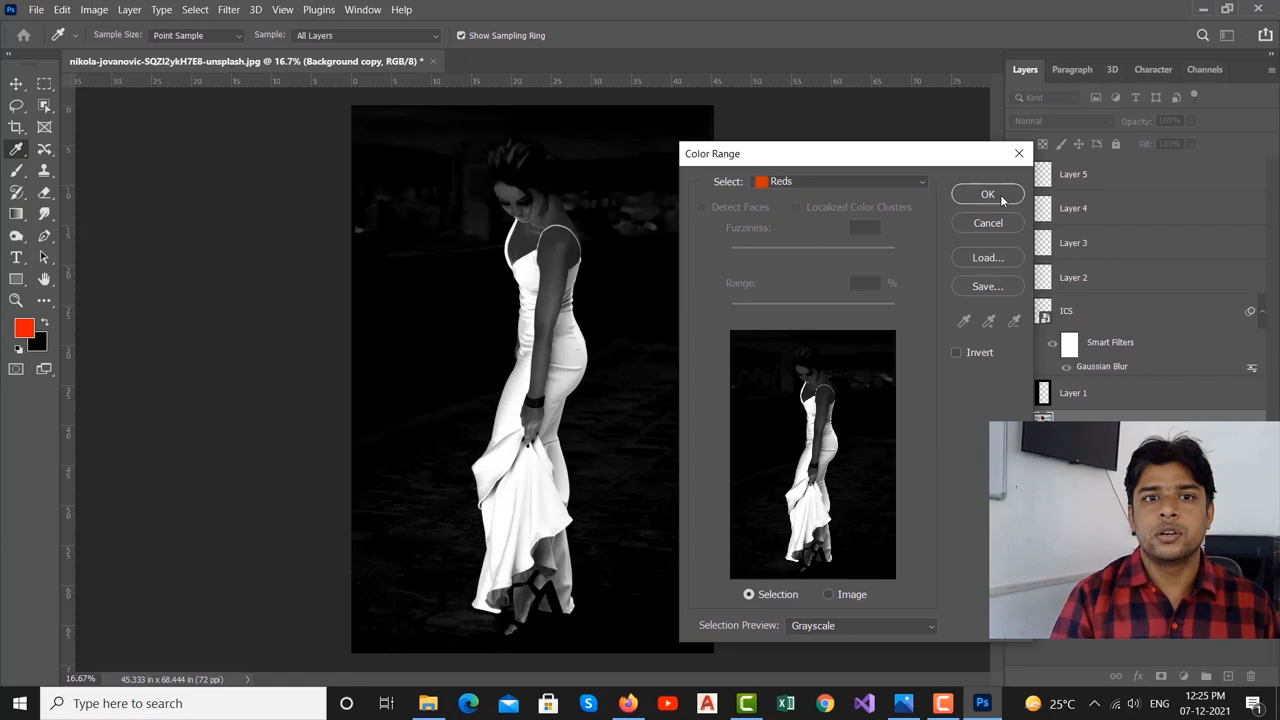 Ps File Edit Image Layer Type Select Filter 3D View Plugins Window Help
Sample Size: Point Sample Sample: All Layers Show Sampling Ring
nikola-jovanovic-SQZl2ykH7E8-unsplash.jpg @ 16.7% (Background copy, RGB/8) *
Layers Paragraph 3D Character Channels
Kind
Normal Opacity: 100%
Fill: 100%
Layer 5
Layer 4
Layer 3
Layer 2
ICS
Smart Filters
Gaussian Blur
Layer 1
Color Range
Select: Reds
Detect Faces Localized Color Clusters
Fuzziness:
Range: %
OK
Cancel
Load...
Save...
Invert
Selection Image
Selection Preview: Grayscale
16.67% 45.333 in x 68.444 in (72 ppi)
Type here to search
25°C ENG 12:25 PM
07-12-2021